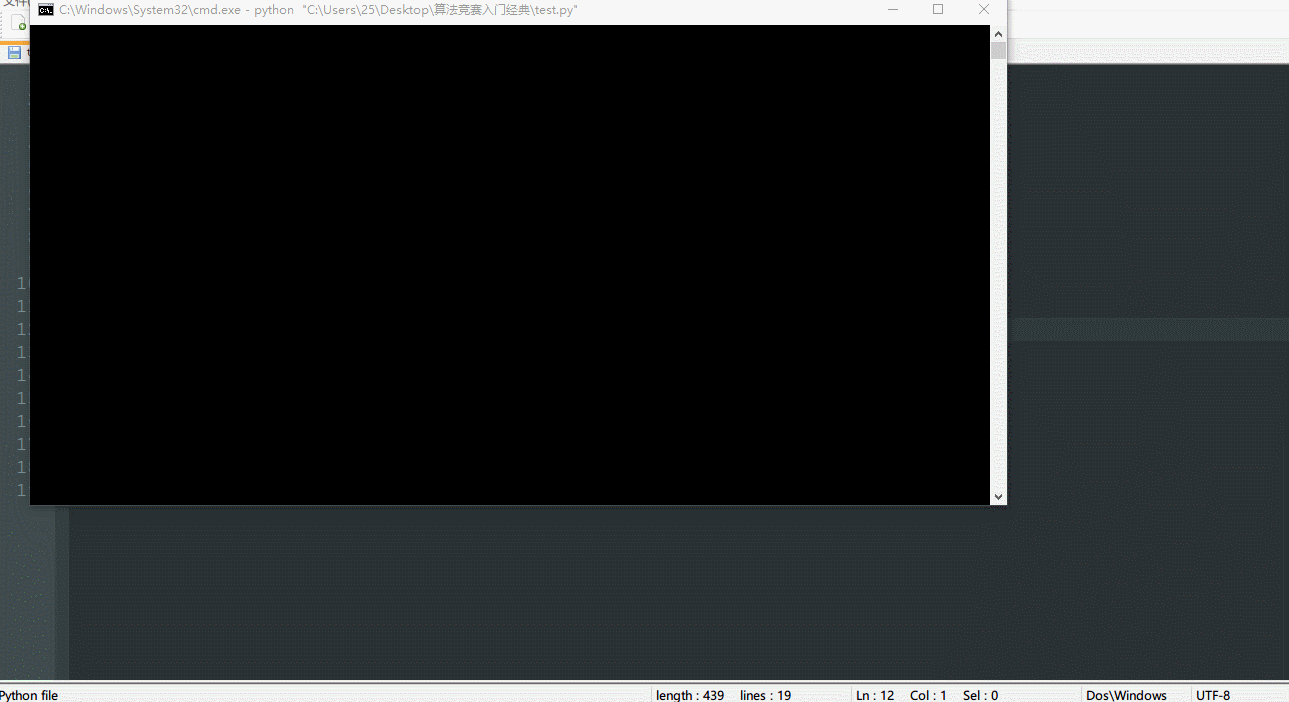 C:\Windows\System32\cmd.exe - python "C:\Users\25\Desktop\算法竞赛入门经典\test.py"
文件
1
1
1
1
1
1
1
1
1
1
Python file
length : 439 lines : 19
Ln : 12 Col : 1 Sel : 0
Dos\Windows
UTF-8